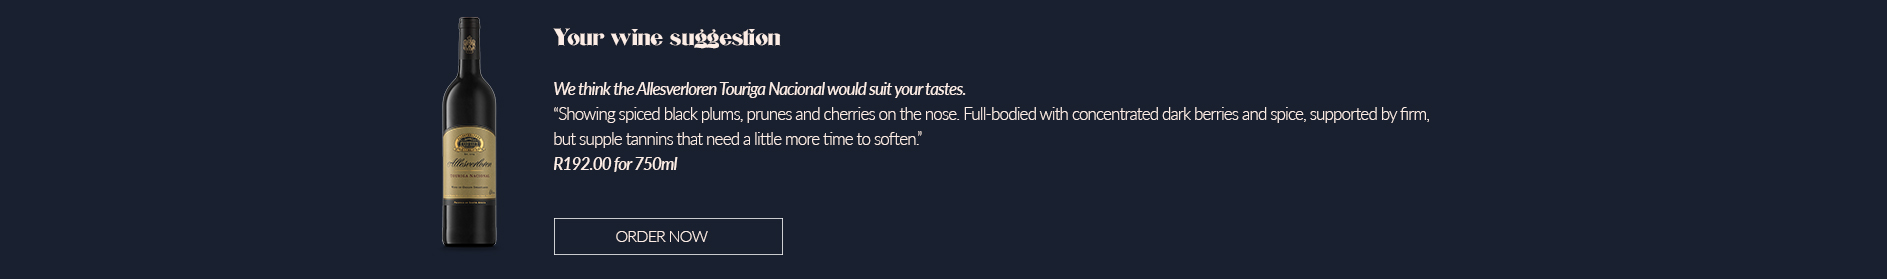 Your wine suggestion
We think the Allesverloren Touriga Nacional would suit your tastes.
“Showing spiced black plums, prunes and cherries on the nose. Full-bodied with concentrated dark berries and spice, supported by firm,
but supple tannins that need a little more time to soften.”
R192.00 for 750ml
Allesverloren
TOURIGA NACIONAL
ORDER NOW